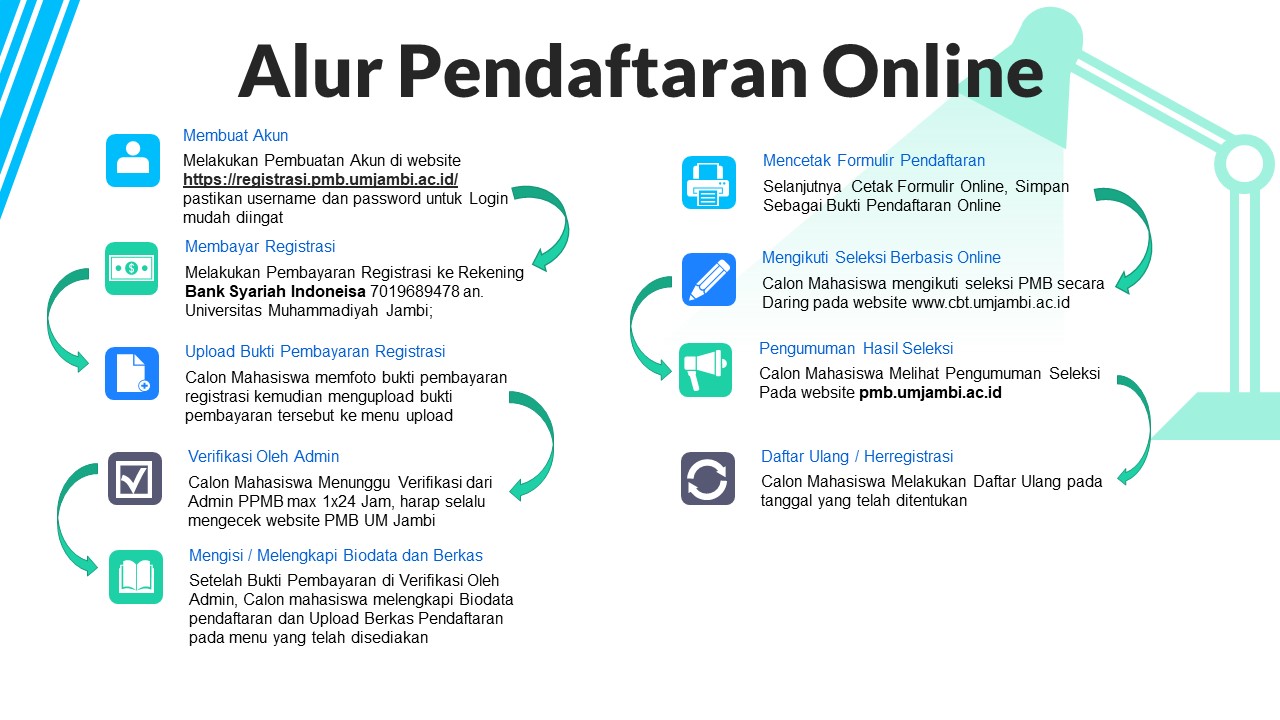 Alur Pendaftaran Online
Membuat Akun
Melakukan Pembuatan Akun di website
https://registrasi.pmb.umjambi.ac.id/
pastikan username dan password untuk Login
mudah diingat
Membayar Registrasi
Melakukan Pembayaran Registrasi ke Rekening
Bank Syariah Indoneisa 7019689478 an.
Universitas Muhammadiyah Jambi;
Upload Bukti Pembayaran Registrasi
Calon Mahasiswa memfoto bukti pembayaran
registrasi kemudian mengupload bukti
pembayaran tersebut ke menu upload
Verifikasi Oleh Admin
Calon Mahasiswa Menunggu Verifikasi dari
Admin PPMB max 1x24 Jam, harap selalu
mengecek website PMB UM Jambi
Mengisi / Melengkapi Biodata dan Berkas
Setelah Bukti Pembayaran di Verifikasi Oleh
Admin, Calon mahasiswa melengkapi Biodata
pendaftaran dan Upload Berkas Pendaftaran
pada menu yang telah disediakan
Mencetak Formulir Pendaftaran
Selanjutnya Cetak Formulir Online, Simpan
Sebagai Bukti Pendaftaran Online
Mengikuti Seleksi Berbasis Online
Calon Mahasiswa mengikuti seleksi PMB secara
Daring pada website www.cbt.umjambi.ac.id
Pengumuman Hasil Seleksi
Calon Mahasiswa Melihat Pengumuman Seleksi
Pada website pmb.umjambi.ac.id
Daftar Ulang / Herregistrasi
Calon Mahasiswa Melakukan Daftar Ulang pada
tanggal yang telah ditentukan